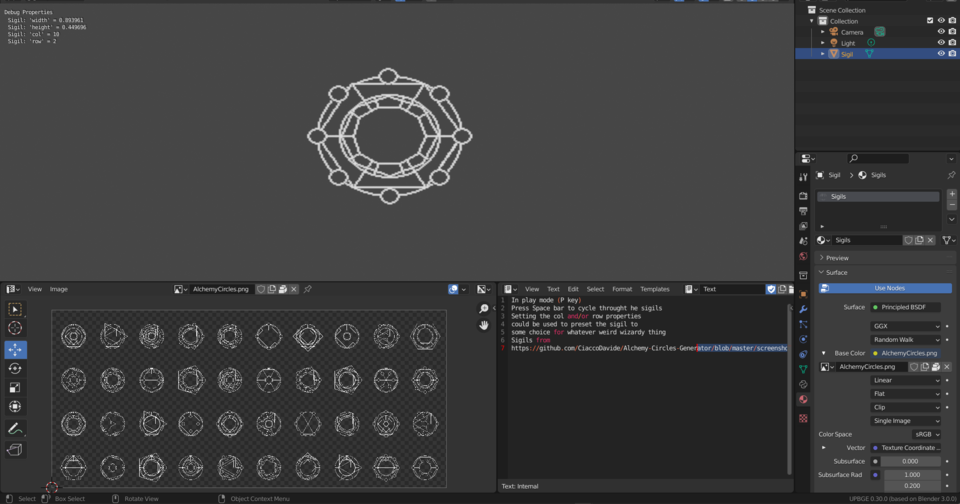 Debug Properties
Sigil: 'width' = 0.893961
Sigil: 'height' = 0.449696
Sigil: 'col' = 10
Sigil: 'row' = 2
Scene Collection
Collection
Camera
Light
Sigil
Sigil
Sigils
Sigils
Sigils
Preview
Surface
Use Nodes
Surface
Principled BSDF
GGX
Random Walk
Base Color
AlchemyCircles.png
AlchemyCircles.png
Linear
Flat
Clip
Single Image
Color Space
sRGB
Vector
Texture Coordinate...
Subsurface
0.000
Subsurface Rad
1.000
0.200
View
Image
AlchemyCircles.png
View
Text
Edit
Select
Format
Templates
Text
1 In play mode (P key)
2 Press Space bar to cycle throught he sigils
3 Setting the col and/or row properties
4 could be used to preset the sigil to
5 some choice for whatever weird wizardy thing
6 Sigils from
7 https://github.com/CiaccoDavide/Alchemy-Circles-Generator/blob/master/screensho
Text: Internal
Select
Box Select
Rotate View
Object Context Menu
UPBGE 0.30.0 (based on Blender 3.0.0)